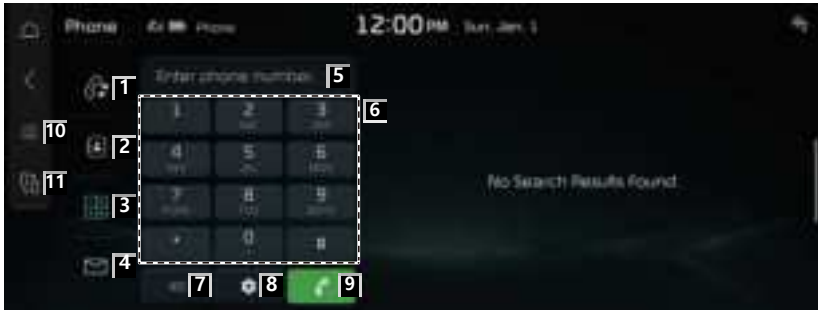 Phone Phone 12:00 PM Sun, Jan. 1
1 Enter phone number. 5
1 2 3 6
10
2 4 5 6
11
3 7 8 9
* 0 #
4
7 8 9
No Search Results Found.